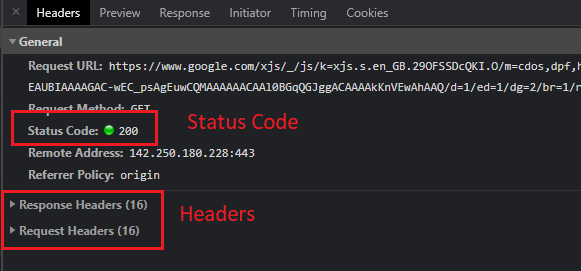 × Headers Preview Response Initiator Timing Cookies
▼ General
Request URL: https://www.google.com/xjs/_/js/k=xjs.s.en_GB.29OFSSDcQKI.O/m=cdos,dpf,h
EAUBIAAAAGAC-wEC_psAgEuwCQMAAAAAACAAl0BGqQGJggACAAAAkKnVEwAhAAQ/d=1/ed=1/dg=2/br=1/r
Request Method: GET
Status Code: 200 Status Code
Remote Address: 142.250.180.228:443
Referrer Policy: origin
▶ Response Headers (16) Headers
▶ Request Headers (16)